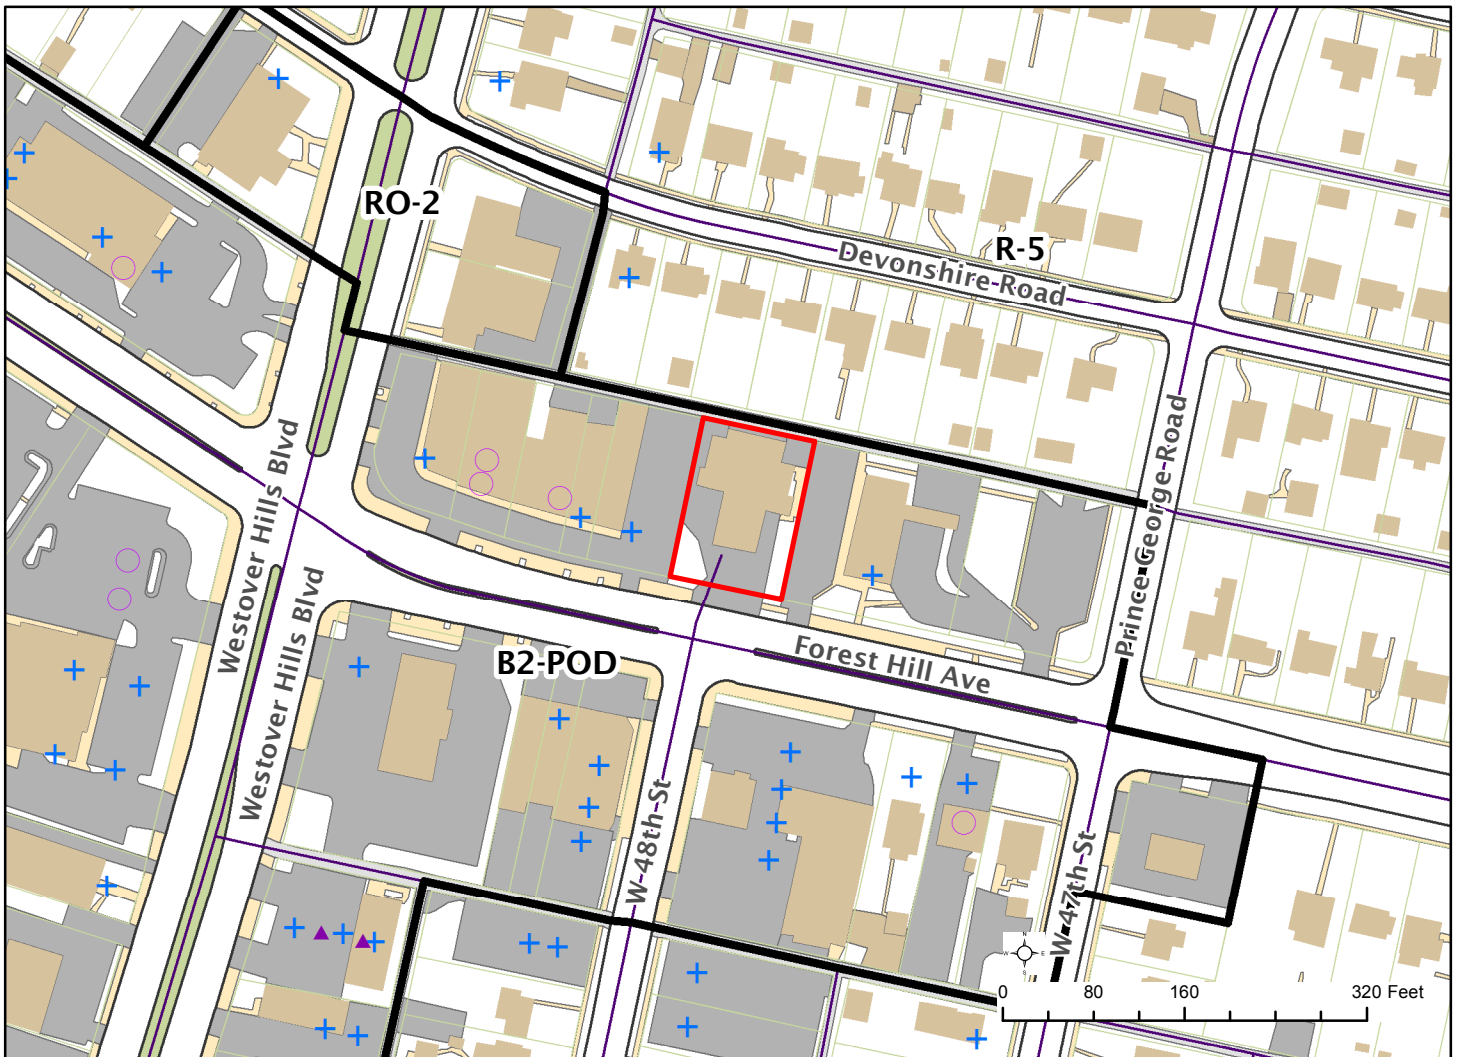 RO-2
R-5
Devonshire Road
Westover Hills Blvd
Westover Hills Blvd
Prince George Road
Forest Hill Ave
B2-POD
W 48th St
W 47th St
N
W E
S
0 80 160 320 Feet